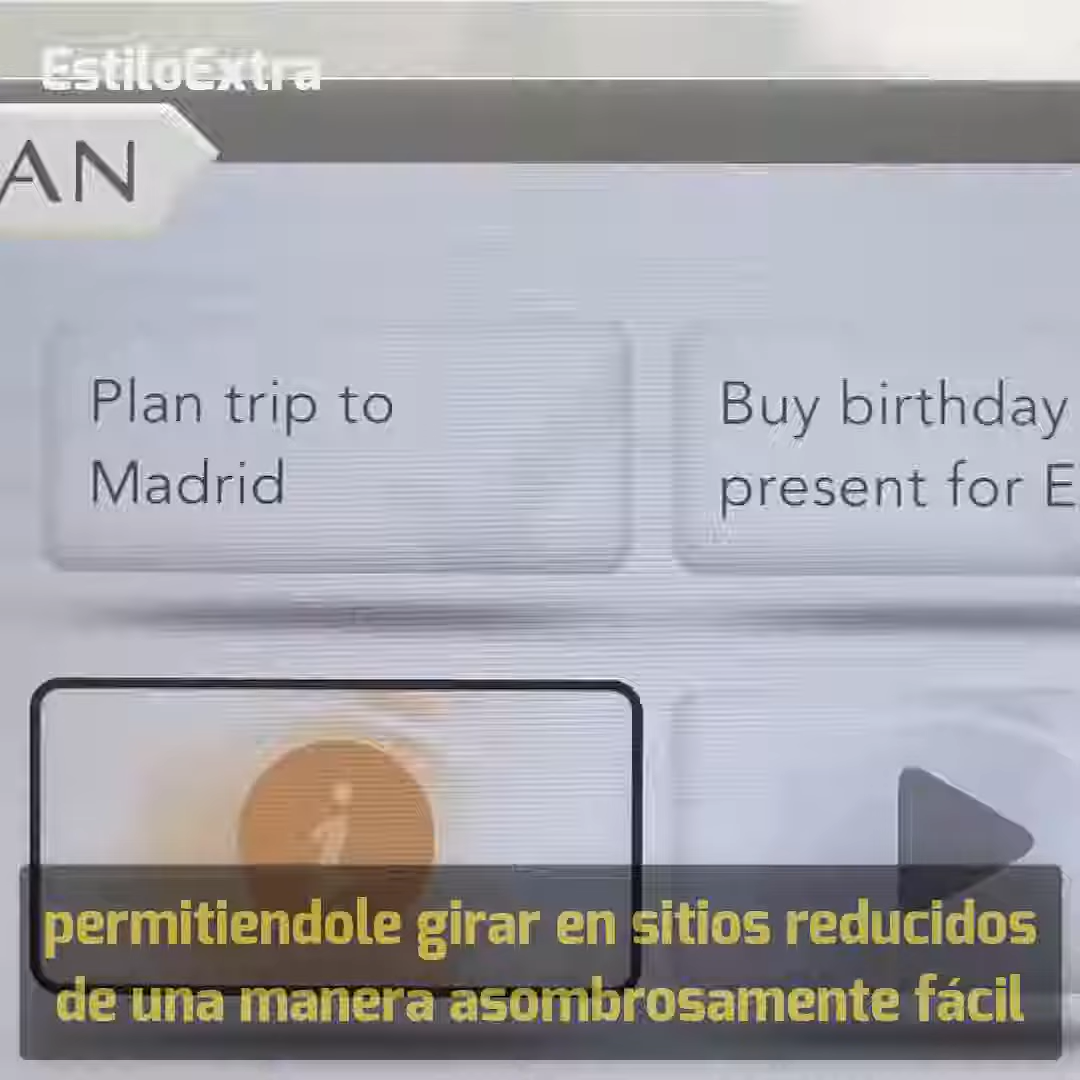 EstiloExtra
AN
Plan trip to
Madrid
Buy birthday
present for E
i
permitiendole girar en sitios reducidos
de una manera asombrosamente fácil